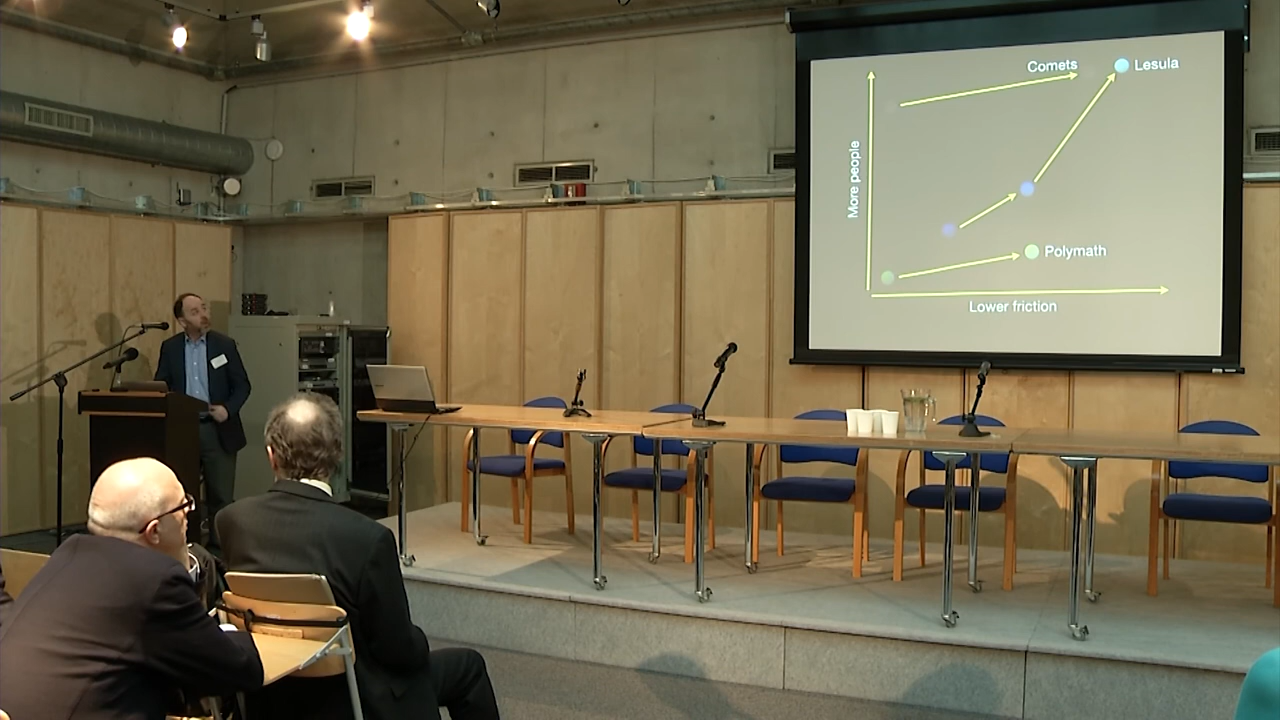 Comets
Lesula
More people
Polymath
Lower friction